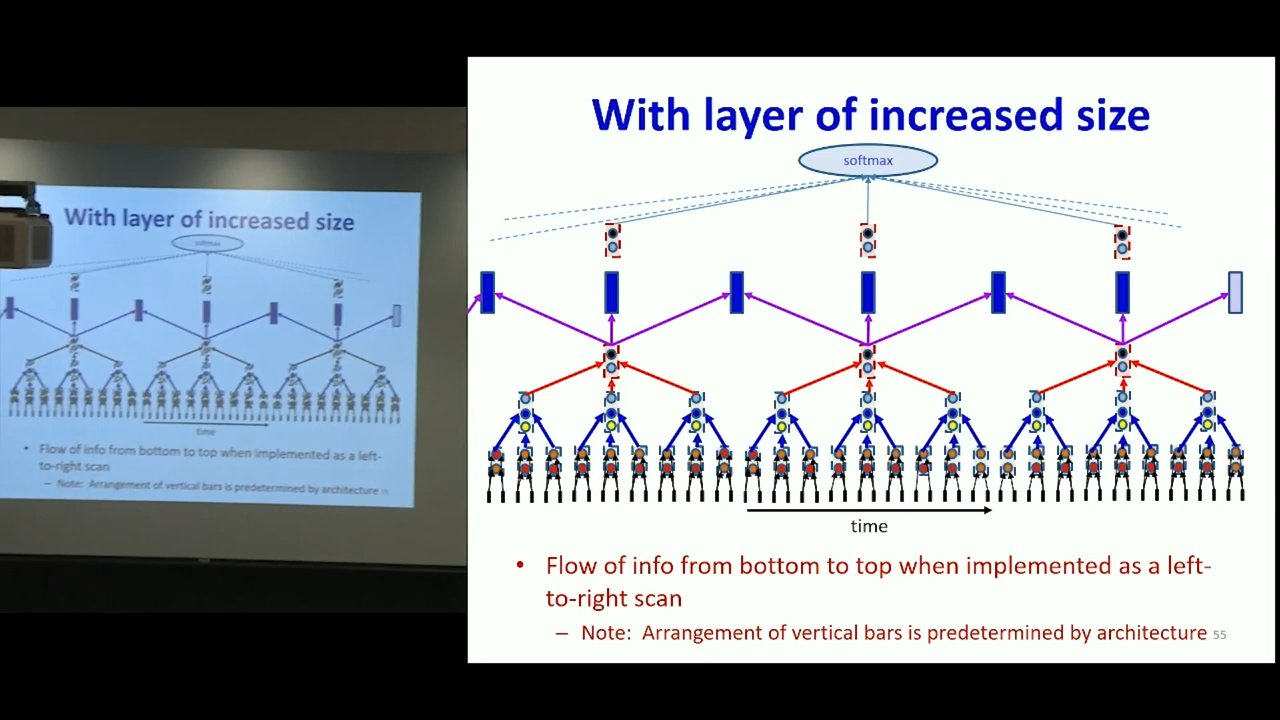 With layer of increased size
softmax
time
• Flow of info from bottom to top when implemented as a left-
to-right scan
– Note: Arrangement of vertical bars is predetermined by architecture 55
With layer of increased size
softmax
time
• Flow of info from bottom to top when implemented as a left-
to-right scan
– Note: Arrangement of vertical bars is predetermined by architecture